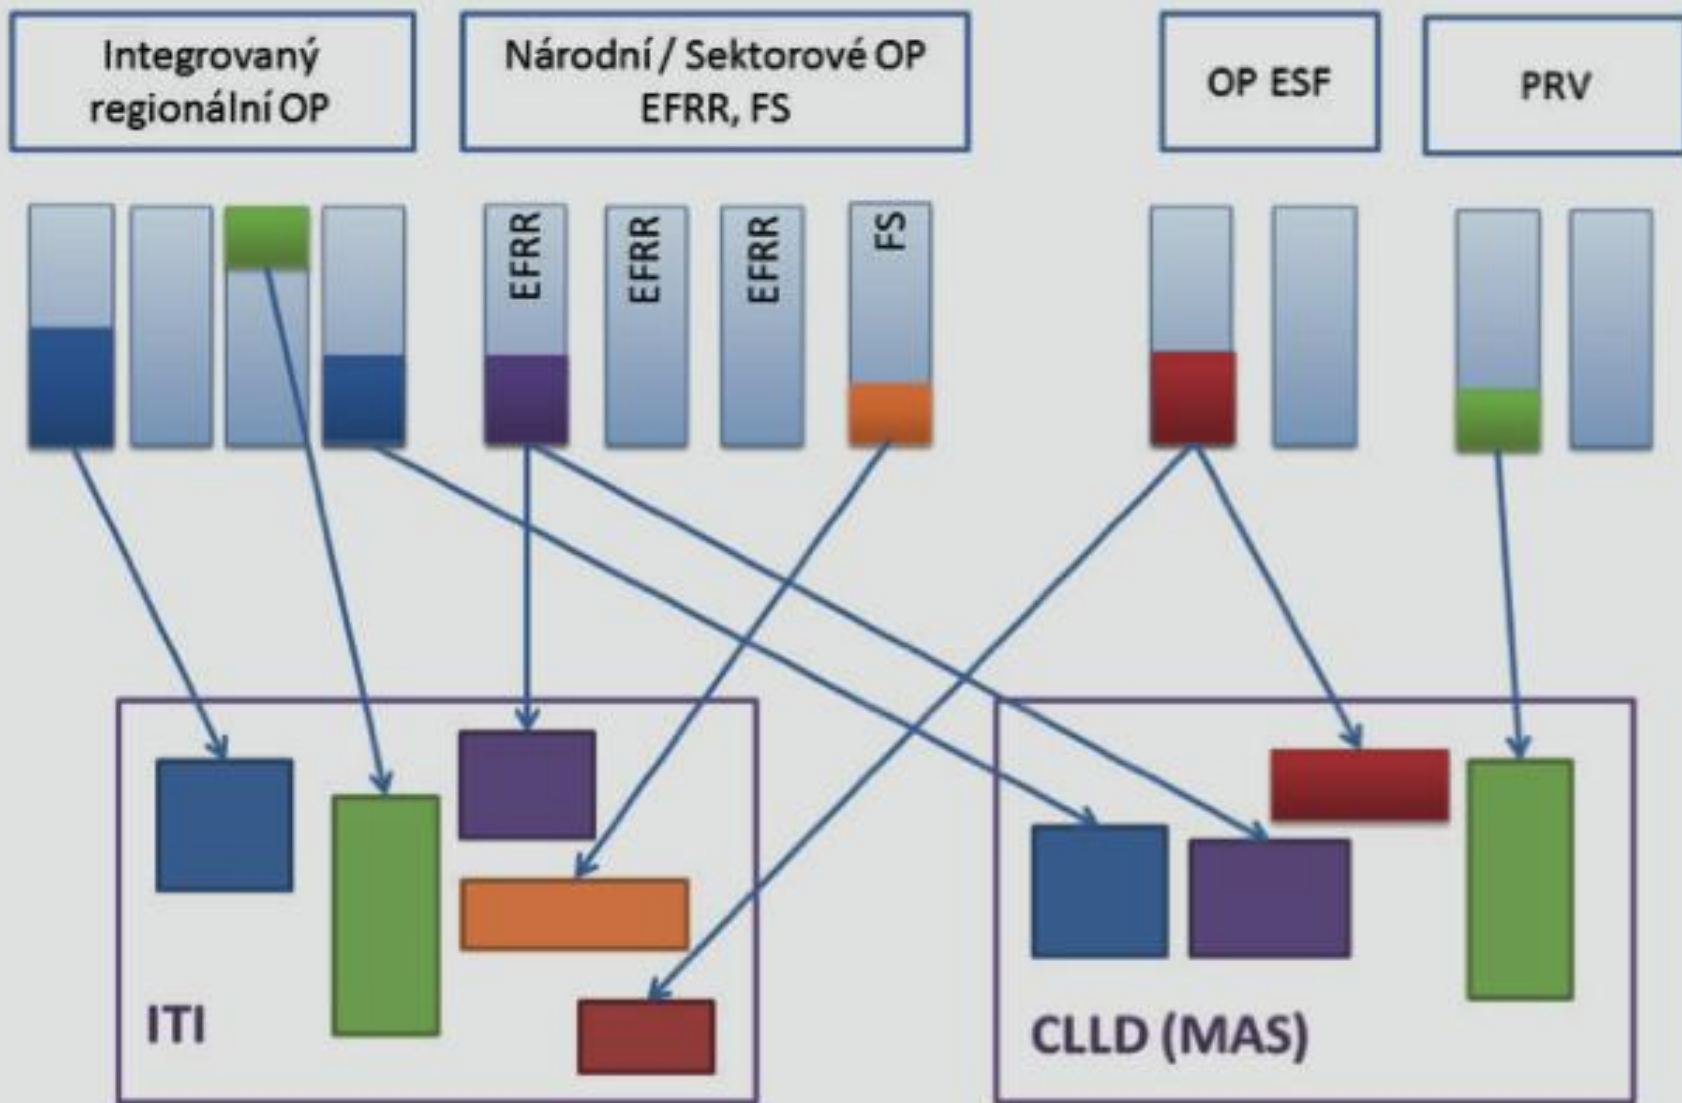 Integrovaný
regionální OP
Národní / Sektorové OP
EFRR, FS
OP ESF
PRV
EFRR
EFRR
EFRR
FS
ITI
CLLD (MAS)